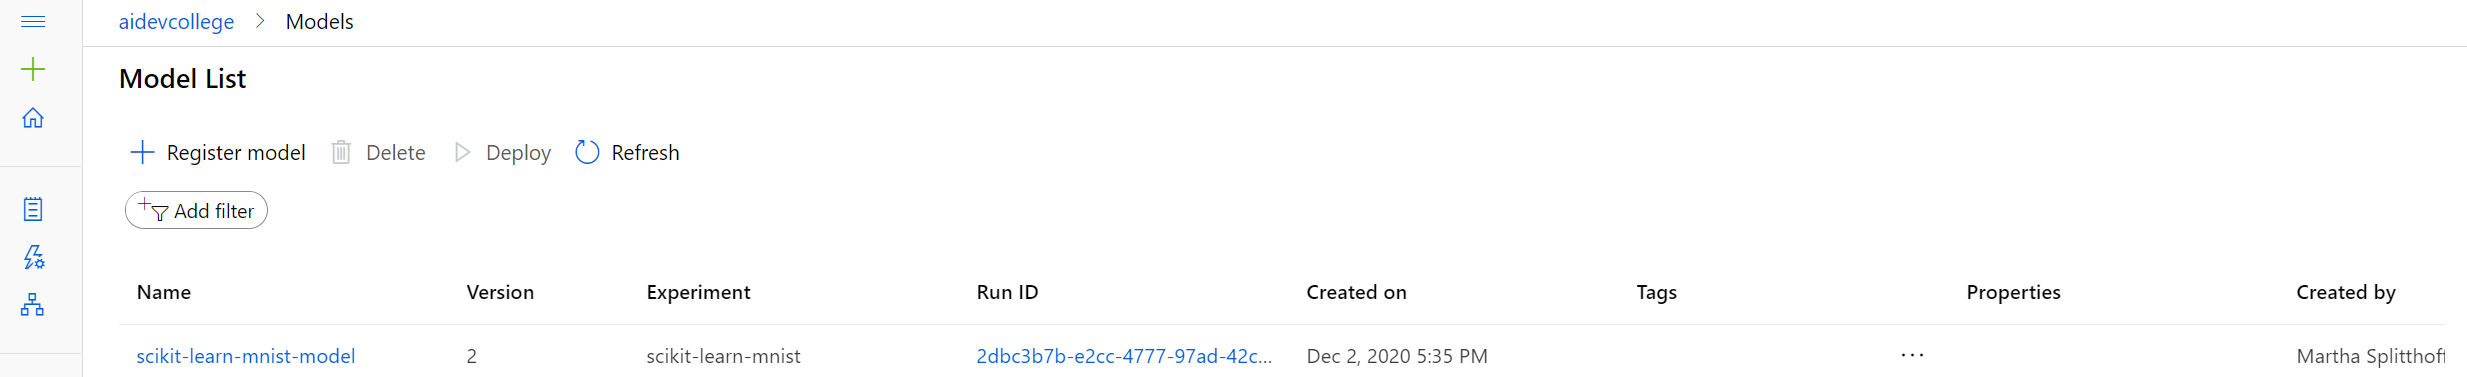 aidevcollege > Models
Model List
Register model Delete Deploy Refresh
Add filter
Name Version Experiment Run ID Created on Tags Properties Created by
scikit-learn-mnist-model 2 scikit-learn-mnist 2dbc3b7b-e2cc-4777-97ad-42c... Dec 2, 2020 5:35 PM ... Martha Splitthoff